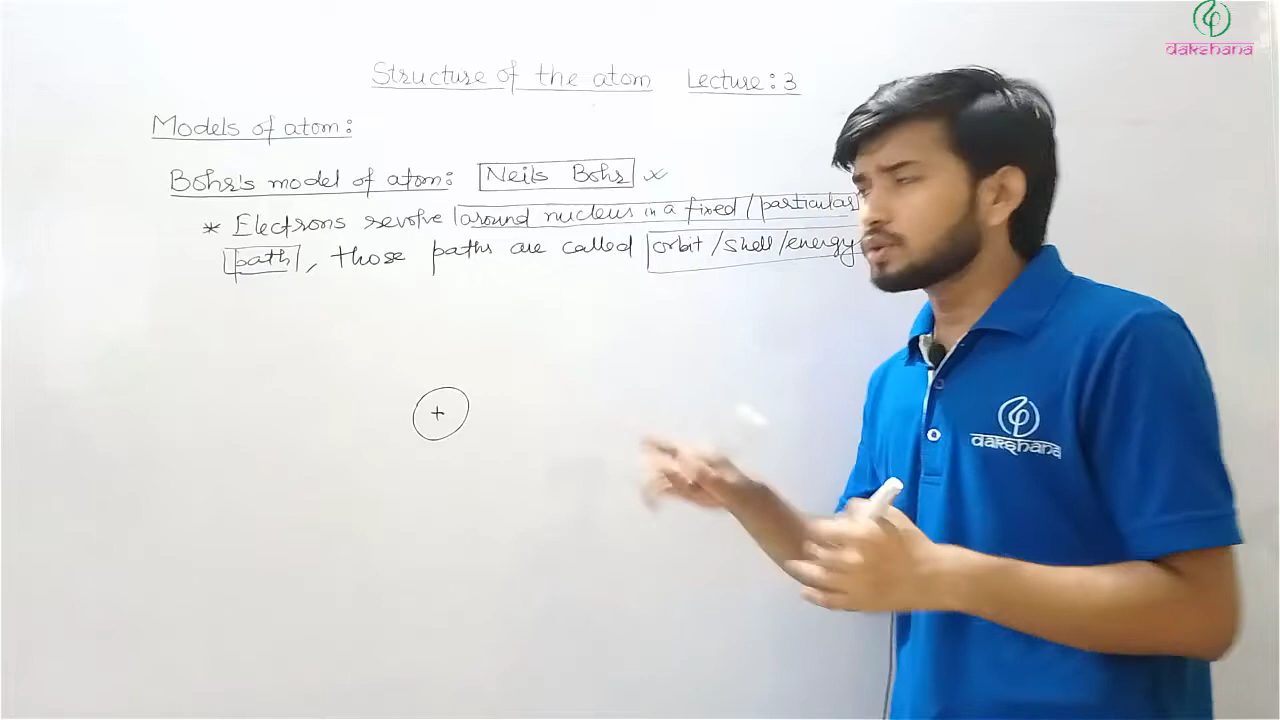 dakshana
Structure of the atom Lecture: 3
Models of atom:
Bohr's model of atom: Neils Bohr x
* Electrons revolve around nucleus in a fixed/particular
path, those paths are called orbit/shell/energy
+
dakshana